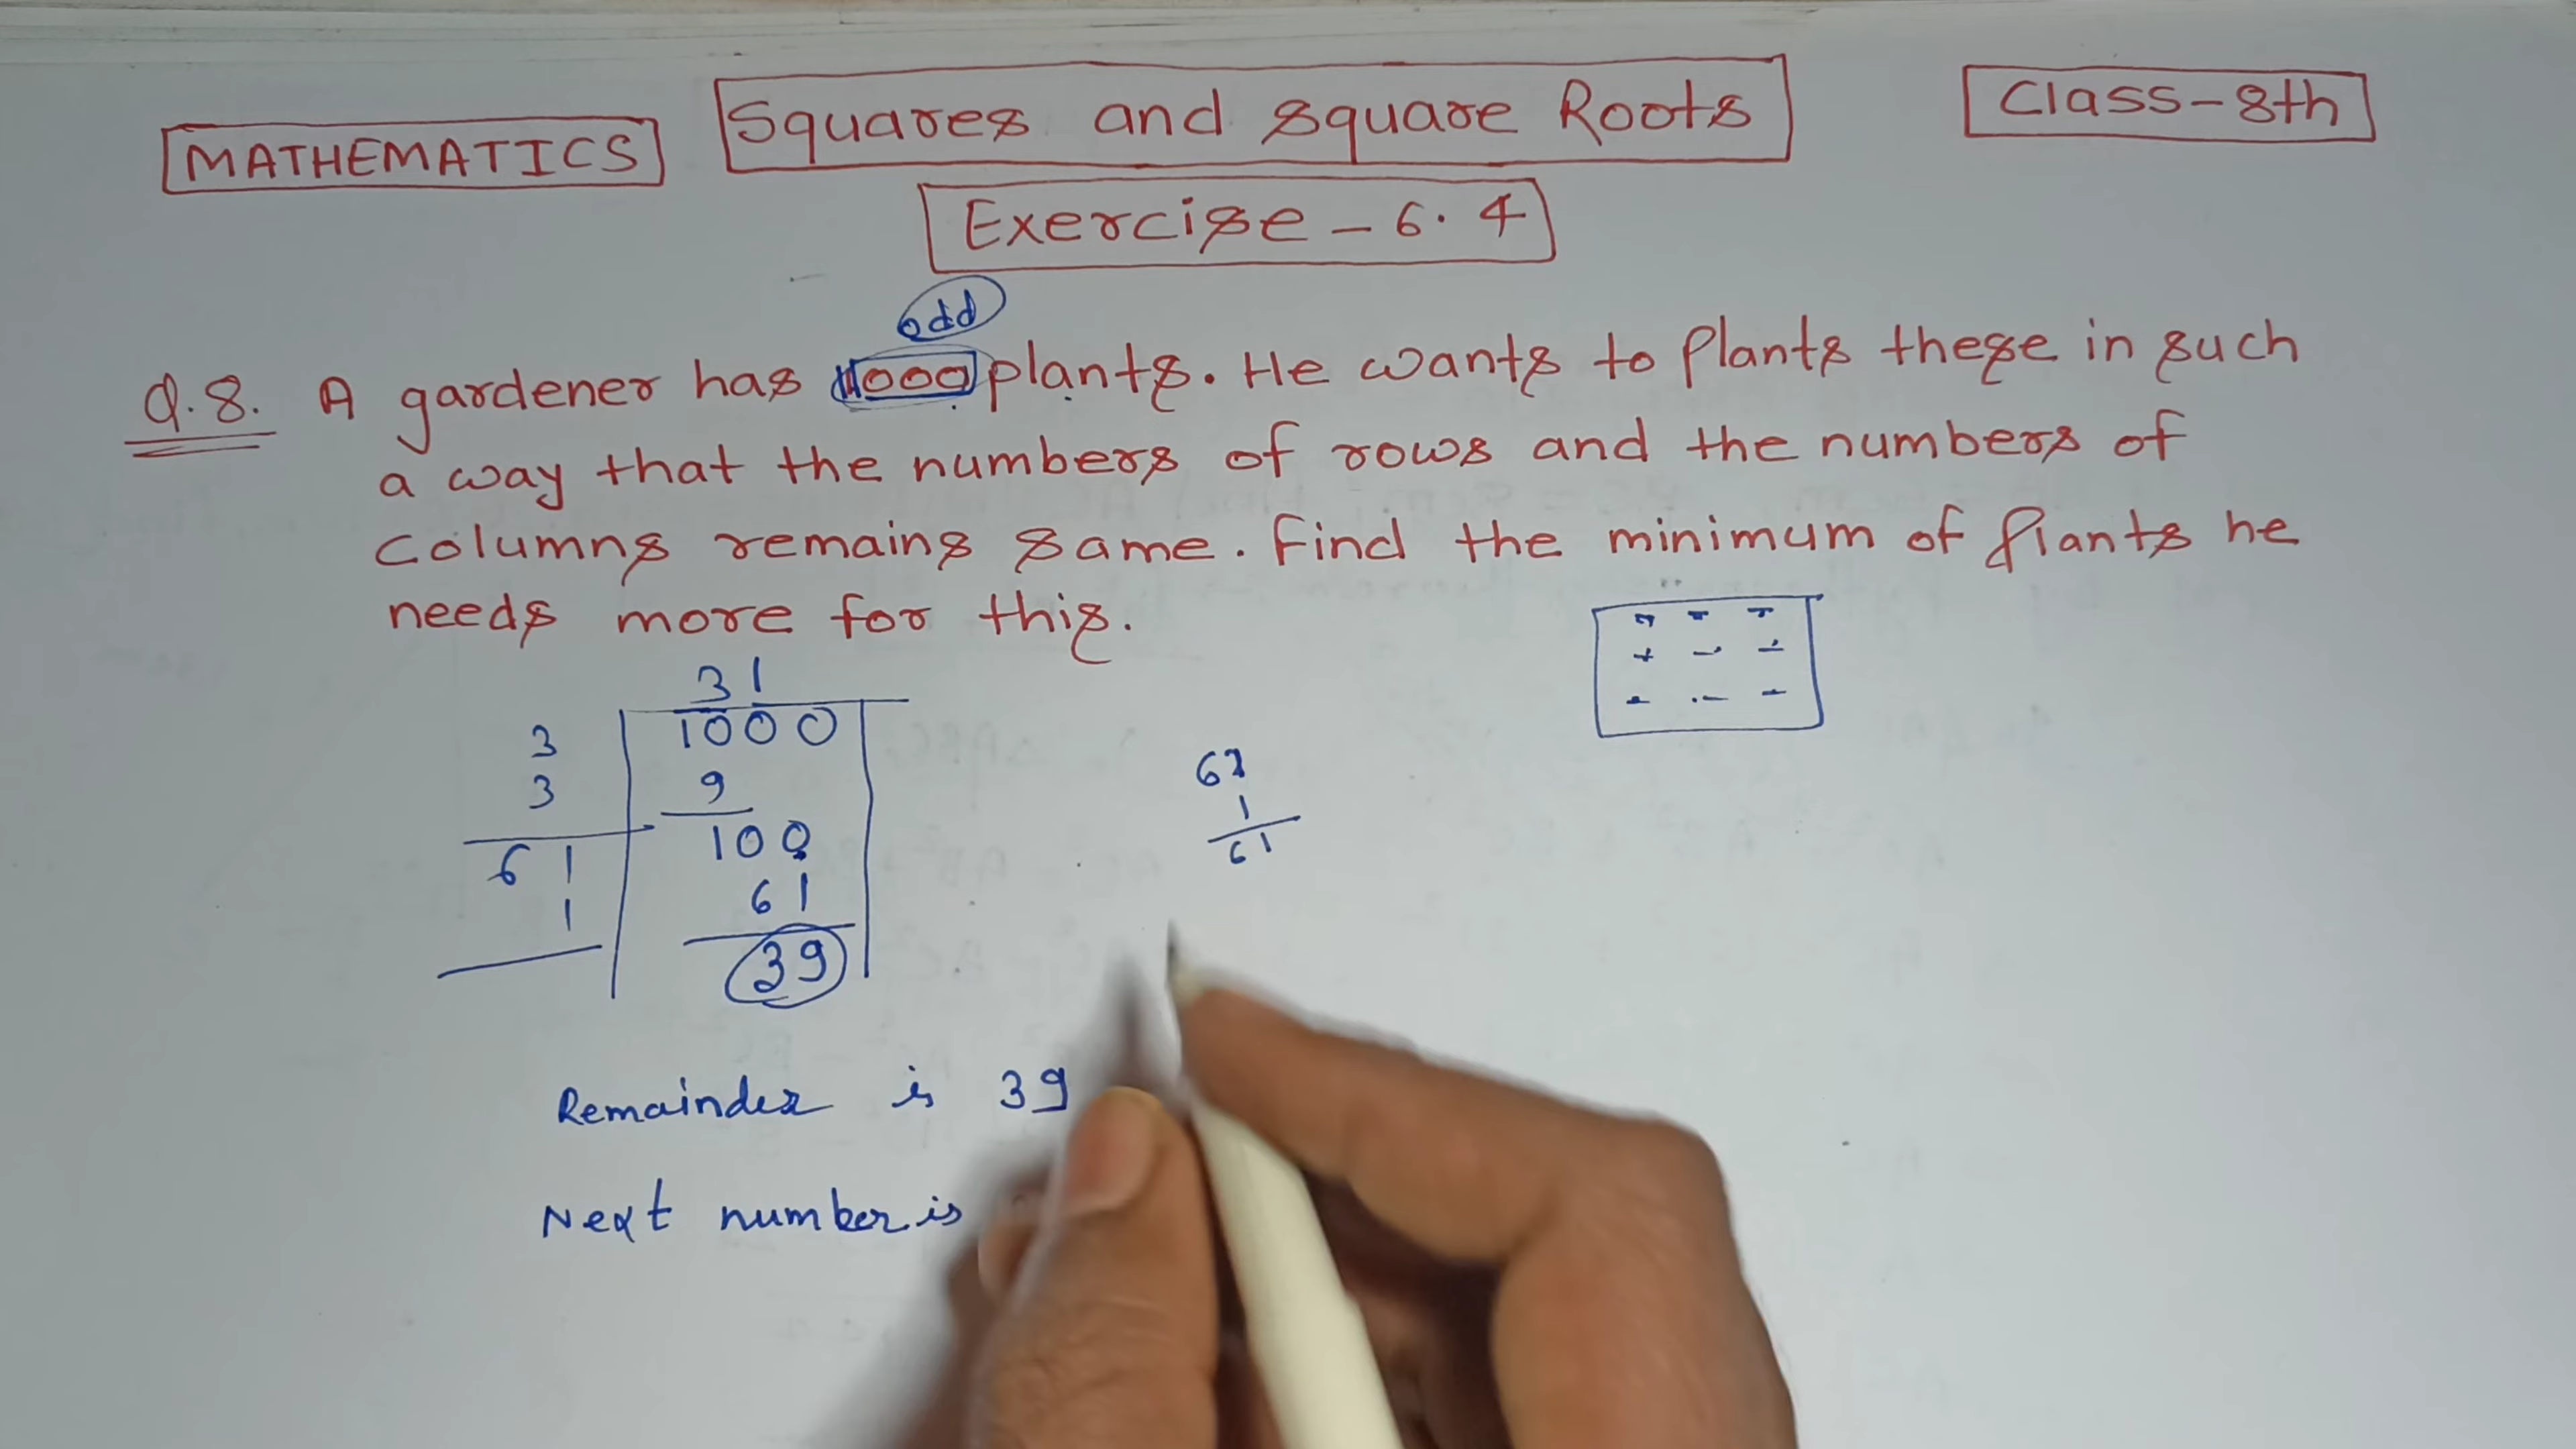 MATHEMATICS
Squares and square Roots
Class-8th
Exercise - 6.4
odd
Q.8. A gardener has 1000 plants. He wants to plants these in such
a way that the numbers of rows and the numbers of
Columns remains same. Find the minimum of plants he
needs more for this.
31
3 1000
3 9
100
61 61
1 39
1
61
Remainder is 39
Next number is